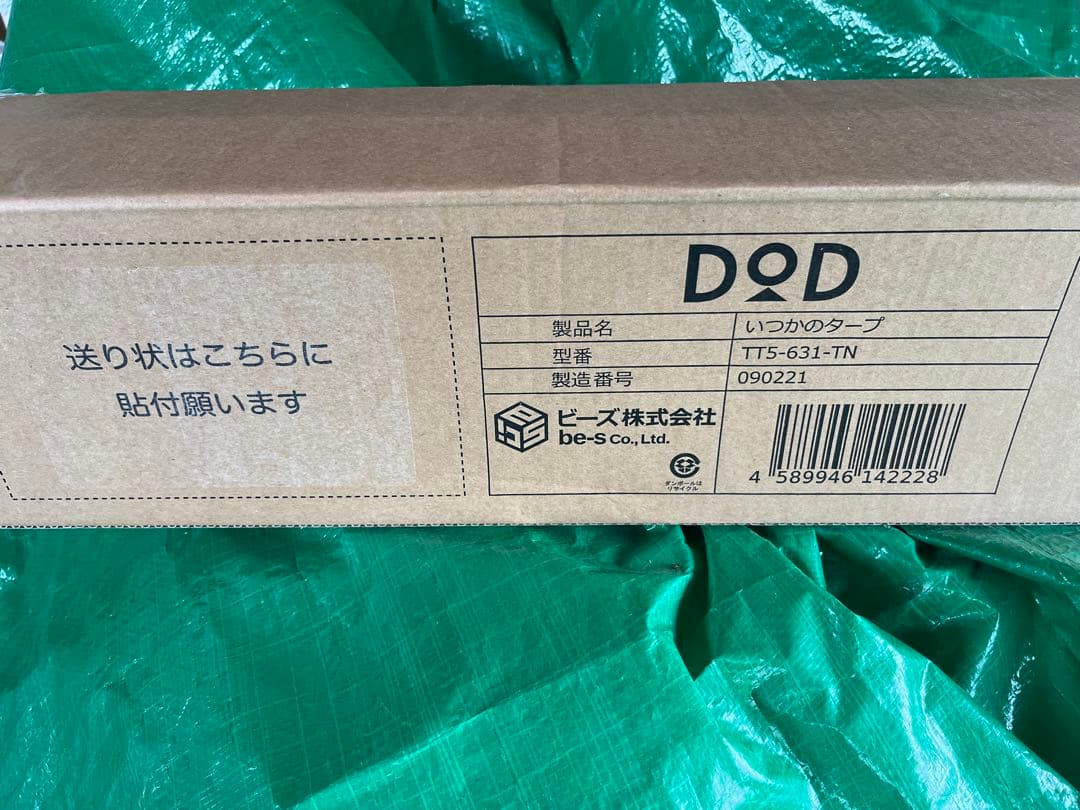 送り状はこちらに
貼付願います
DOD
製品名 いつかのタープ
型番 TT5-631-TN
製造番号 090221
ビーズ株式会社
be-s Co., Ltd.
ダンボールは
リサイクル
4 589946 142228